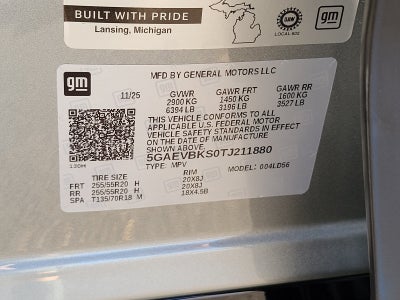 BUILT WITH PRIDE
Lansing, Michigan
UAW
LOCAL 602
gm
gm
MFD BY GENERAL MOTORS LLC
11/25 GVWR GAWR FRT GAWR RR
2900 KG 1450 KG 1600 KG
6394 LB 3196 LB 3527 LB
THIS VEHICLE CONFORMS TO ALL
APPLICABLE U.S. FEDERAL MOTOR
VEHICLE SAFETY STANDARDS IN EFFECT
ON THE DATE OF MANUFACTURE
SHOWN ABOVE.
5GAEVBKS0TJ211880
TYPE: MPV MODEL: 004LD56
TIRE SIZE RIM
FRT 255/55R20 H 20X8J
RR 255/55R20 H 20X8J
SPA T135/70R18 M 18X4.5B